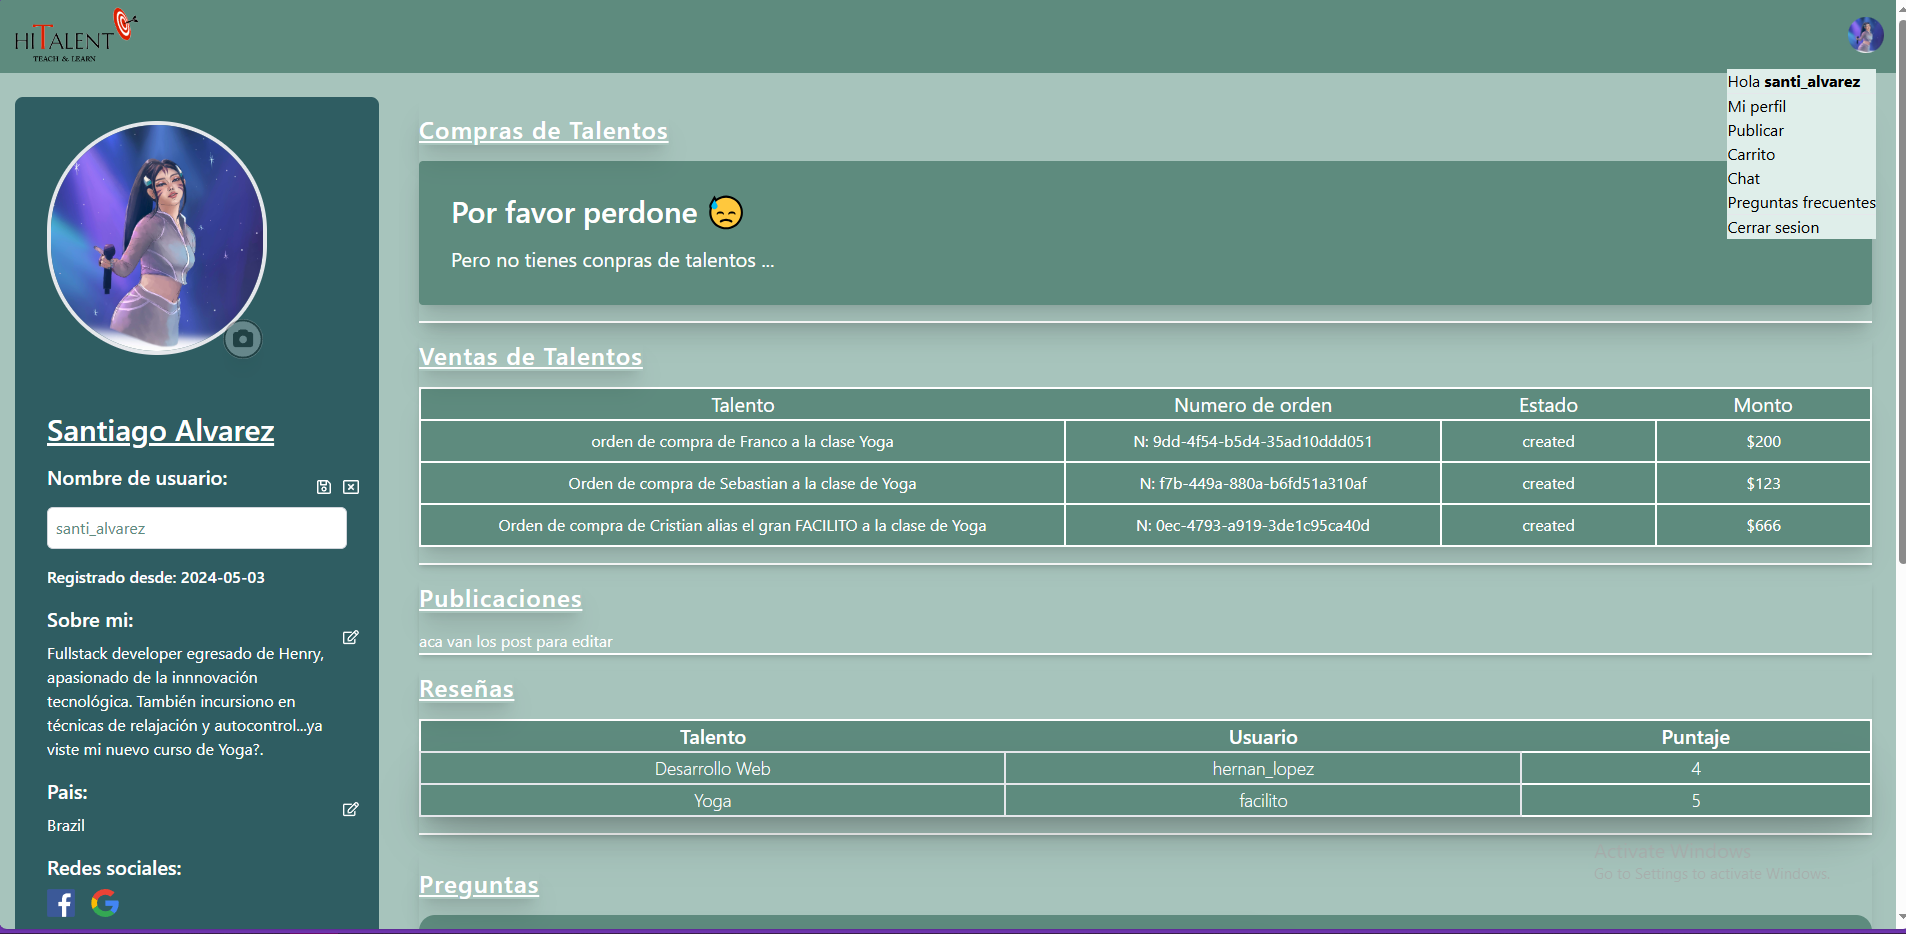 HITALENT
TEACH & LEARN
Hola santi_alvarez
Mi perfil
Publicar
Carrito
Chat
Preguntas frecuentes
Cerrar sesion
Santiago Alvarez
Nombre de usuario:
santi_alvarez
Registrado desde: 2024-05-03
Sobre mi:
Fullstack developer egresado de Henry,
apasionado de la innnovación
tecnológica. También incursiono en
técnicas de relajación y autocontrol...ya
viste mi nuevo curso de Yoga?.
Pais:
Brazil
Redes sociales:
Compras de Talentos
Por favor perdone 😓
Pero no tienes conpras de talentos ...
Ventas de Talentos
Talento Numero de orden Estado Monto
orden de compra de Franco a la clase Yoga N: 9dd-4f54-b5d4-35ad10ddd051 created $200
Orden de compra de Sebastian a la clase de Yoga N: f7b-449a-880a-b6fd51a310af created $123
Orden de compra de Cristian alias el gran FACILITO a la clase de Yoga N: 0ec-4793-a919-3de1c95ca40d created $666
Publicaciones
aca van los post para editar
Reseñas
Talento Usuario Puntaje
Desarrollo Web hernan_lopez 4
Yoga facilito 5
Preguntas
Activate Windows
Go to Settings to activate Windows.